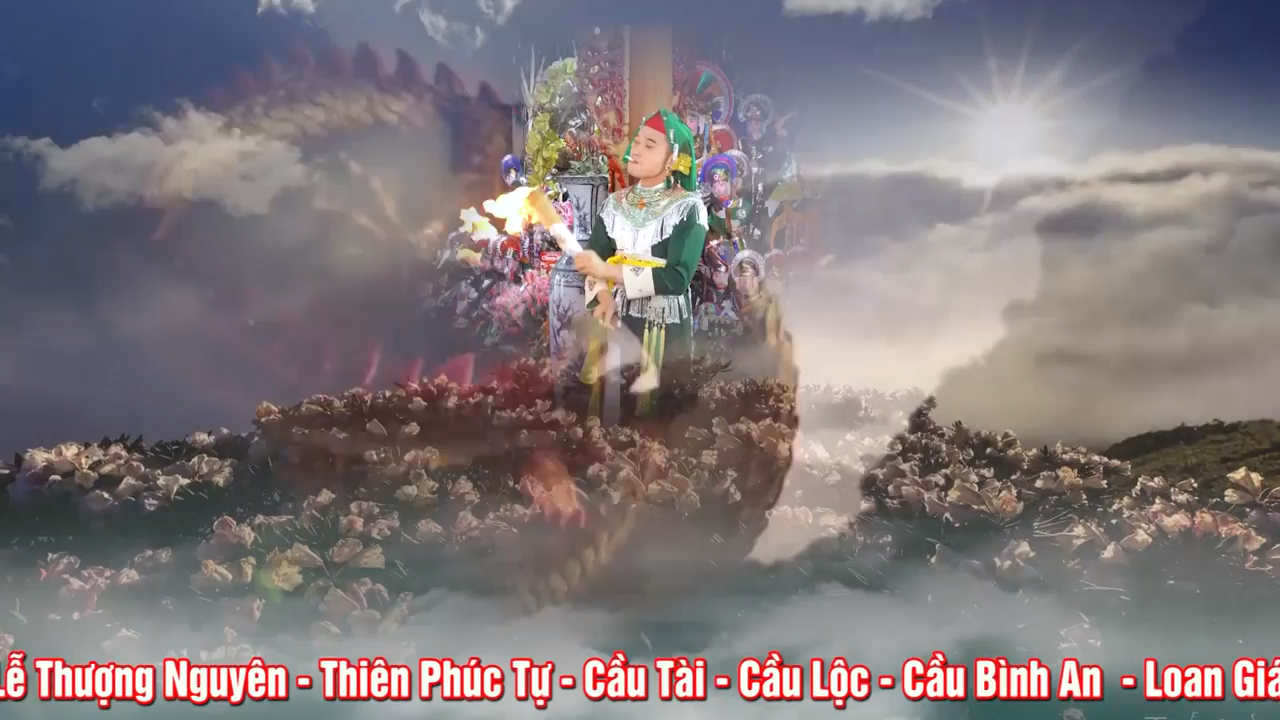 Lễ Thượng Nguyên - Thiên Phúc Tự - Cầu Tài - Cầu Lộc - Cầu Bình An - Loan Giá